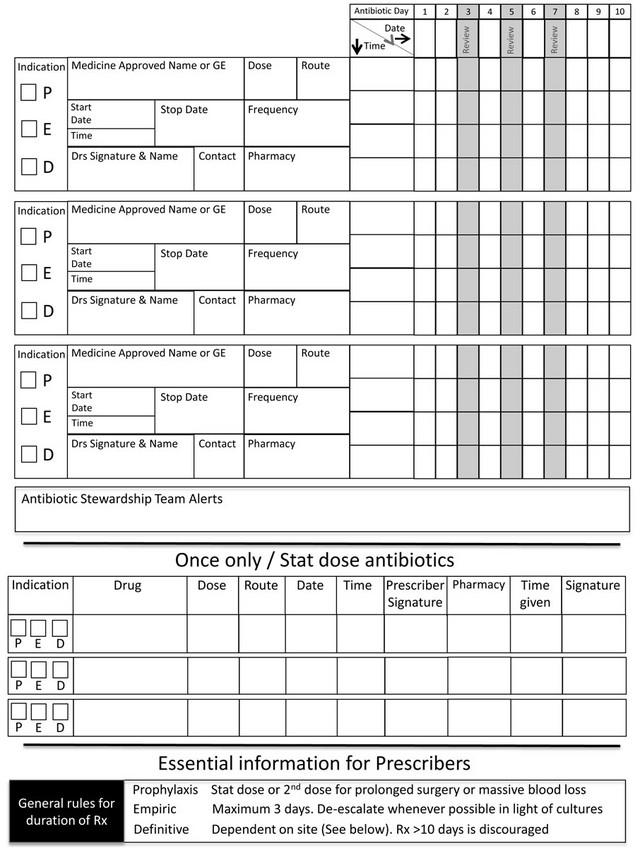 Antibiotic Day 1 2 3 4 5 6 7 8 9 10
Date
Time
Review Review Review
Indication Medicine Approved Name or GE Dose Route
P
Start
Date
Stop Date Frequency
E
Time
Drs Signature & Name Contact Pharmacy
D
Indication Medicine Approved Name or GE Dose Route
P
Start
Date
Stop Date Frequency
E
Time
Drs Signature & Name Contact Pharmacy
D
Indication Medicine Approved Name or GE Dose Route
P
Start
Date
Stop Date Frequency
E
Time
Drs Signature & Name Contact Pharmacy
D
Antibiotic Stewardship Team Alerts
Once only / Stat dose antibiotics
Indication Drug Dose Route Date Time Prescriber Signature Pharmacy Time given Signature
P E D
P E D
P E D
Essential information for Prescribers
General rules for
duration of Rx
Prophylaxis Stat dose or 2nd dose for prolonged surgery or massive blood loss
Empiric Maximum 3 days. De-escalate whenever possible in light of cultures
Definitive Dependent on site (See below). Rx >10 days is discouraged